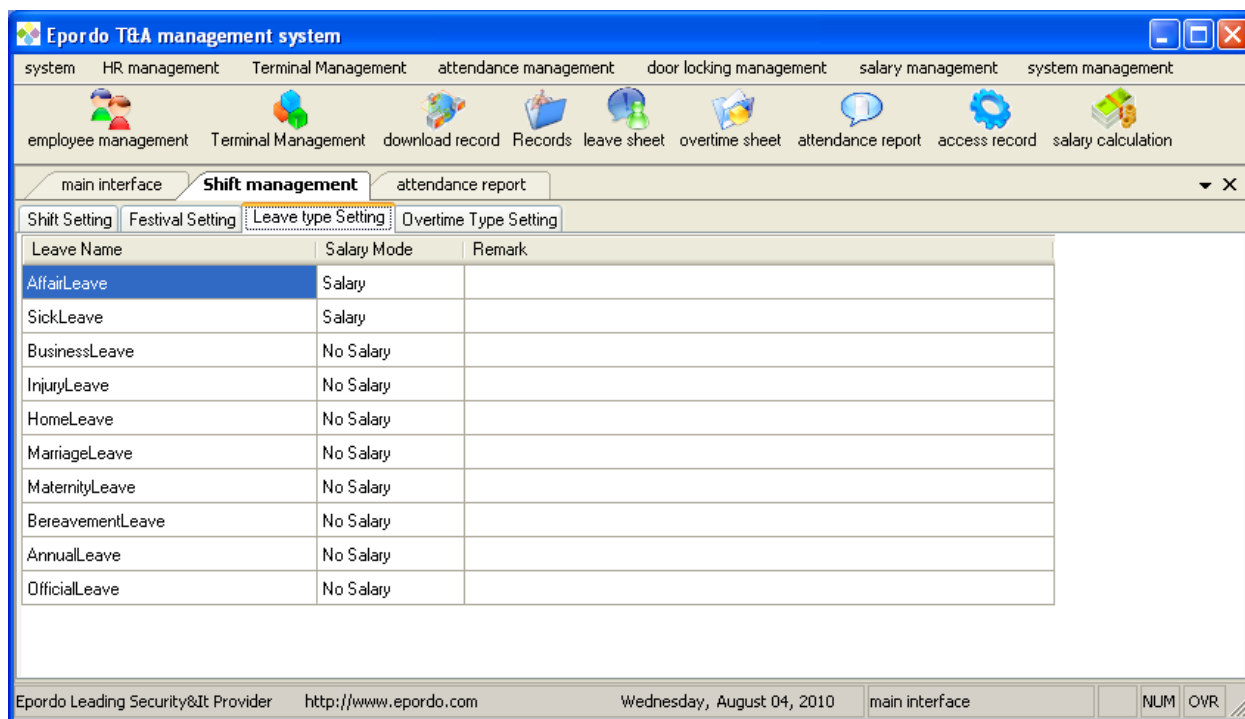 Epordo T&A management system
system HR management Terminal Management attendance management door locking management salary management system management
employee management Terminal Management download record Records leave sheet overtime sheet attendance report access record salary calculation
main interface Shift management attendance report
Shift Setting Festival Setting Leave type Setting Overtime Type Setting
Leave Name Salary Mode Remark
AffairLeave Salary
SickLeave Salary
BusinessLeave No Salary
InjuryLeave No Salary
HomeLeave No Salary
MarriageLeave No Salary
MaternityLeave No Salary
BereavementLeave No Salary
AnnualLeave No Salary
OfficialLeave No Salary
Epordo Leading Security&It Provider http://www.epordo.com Wednesday, August 04, 2010 main interface NUM OVR